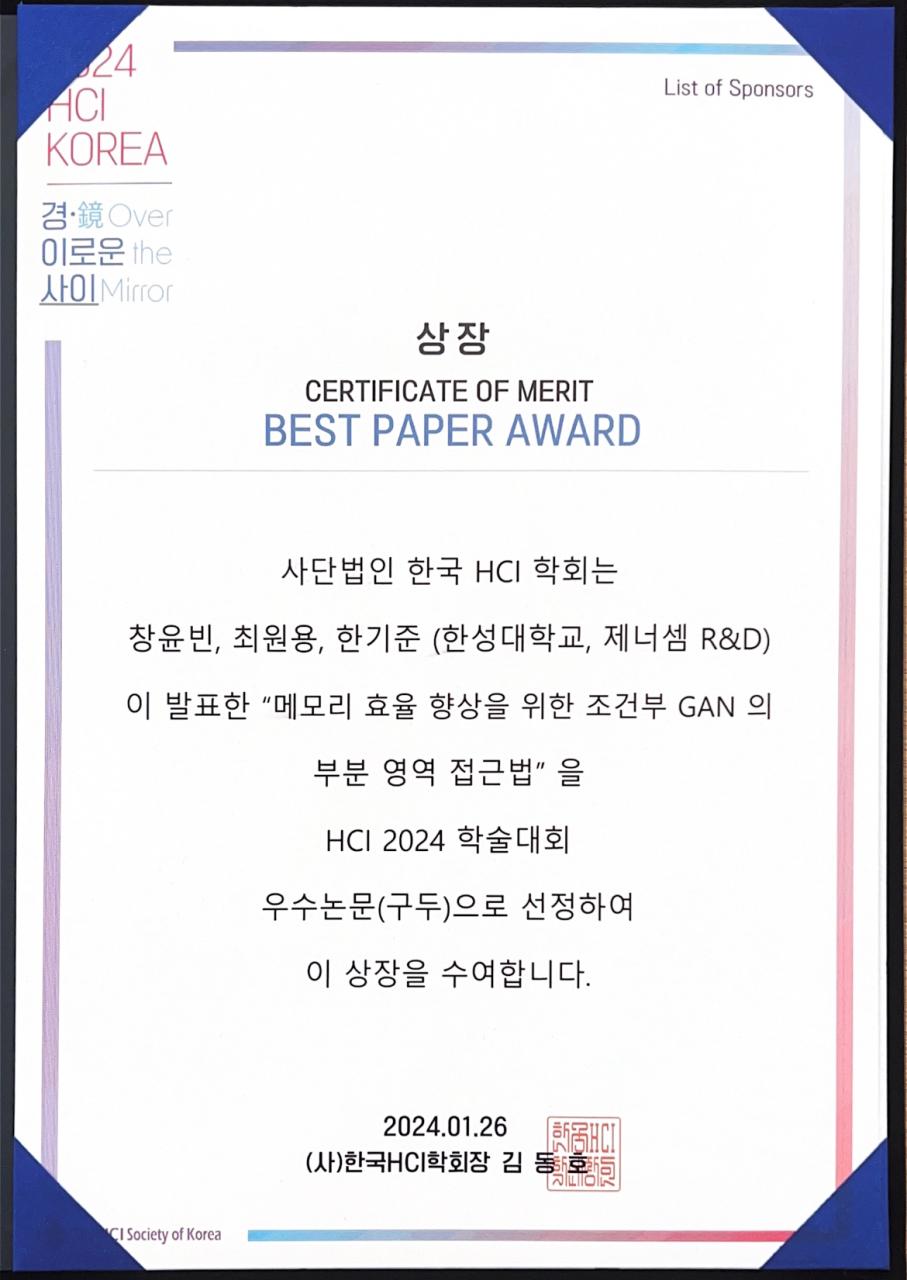 24
HCI
KOREA
경·鏡 Over
이로운 the
사이 Mirror
List of Sponsors
상장
CERTIFICATE OF MERIT
BEST PAPER AWARD
사단법인 한국 HCI 학회는
창윤빈, 최원용, 한기준 (한성대학교, 제너셈 R&D)
이 발표한 “메모리 효율 향상을 위한 조건부 GAN 의
부분 영역 접근법” 을
HCI 2024 학술대회
우수논문(구두)으로 선정하여
이 상장을 수여합니다.
2024.01.26
(사)한국HCI학회장 김 동 호
Society of Korea